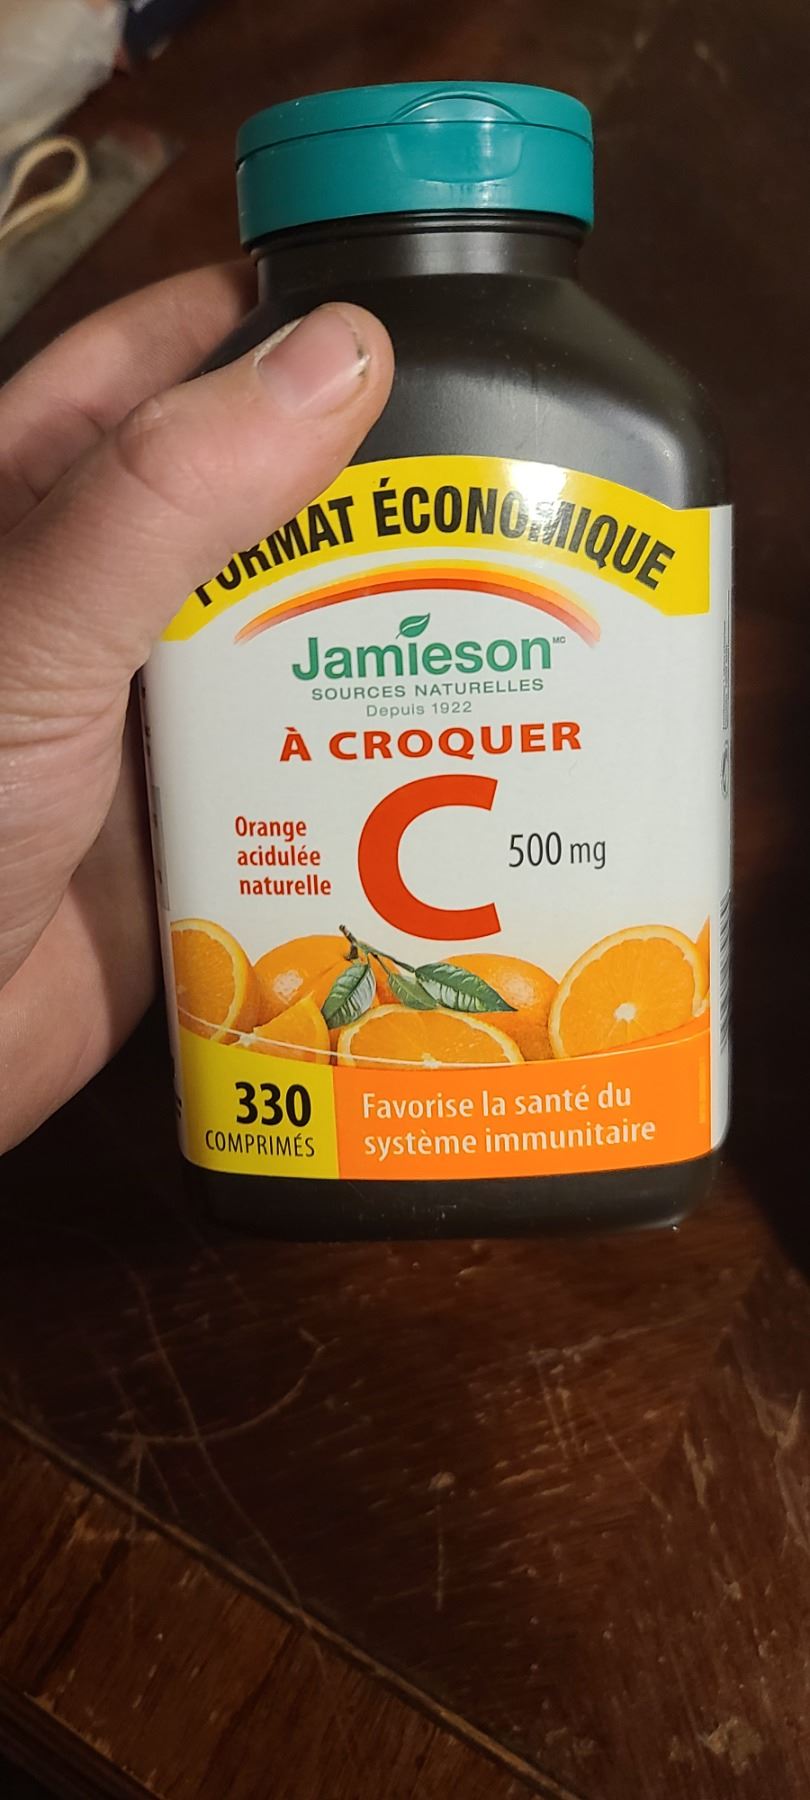 FORMAT ÉCONOMIQUE
Jamieson MC
SOURCES NATURELLES
Depuis 1922
À CROQUER
Orange
acidulée
naturelle
C
500 mg
330
COMPRIMÉS
Favorise la santé du
système immunitaire